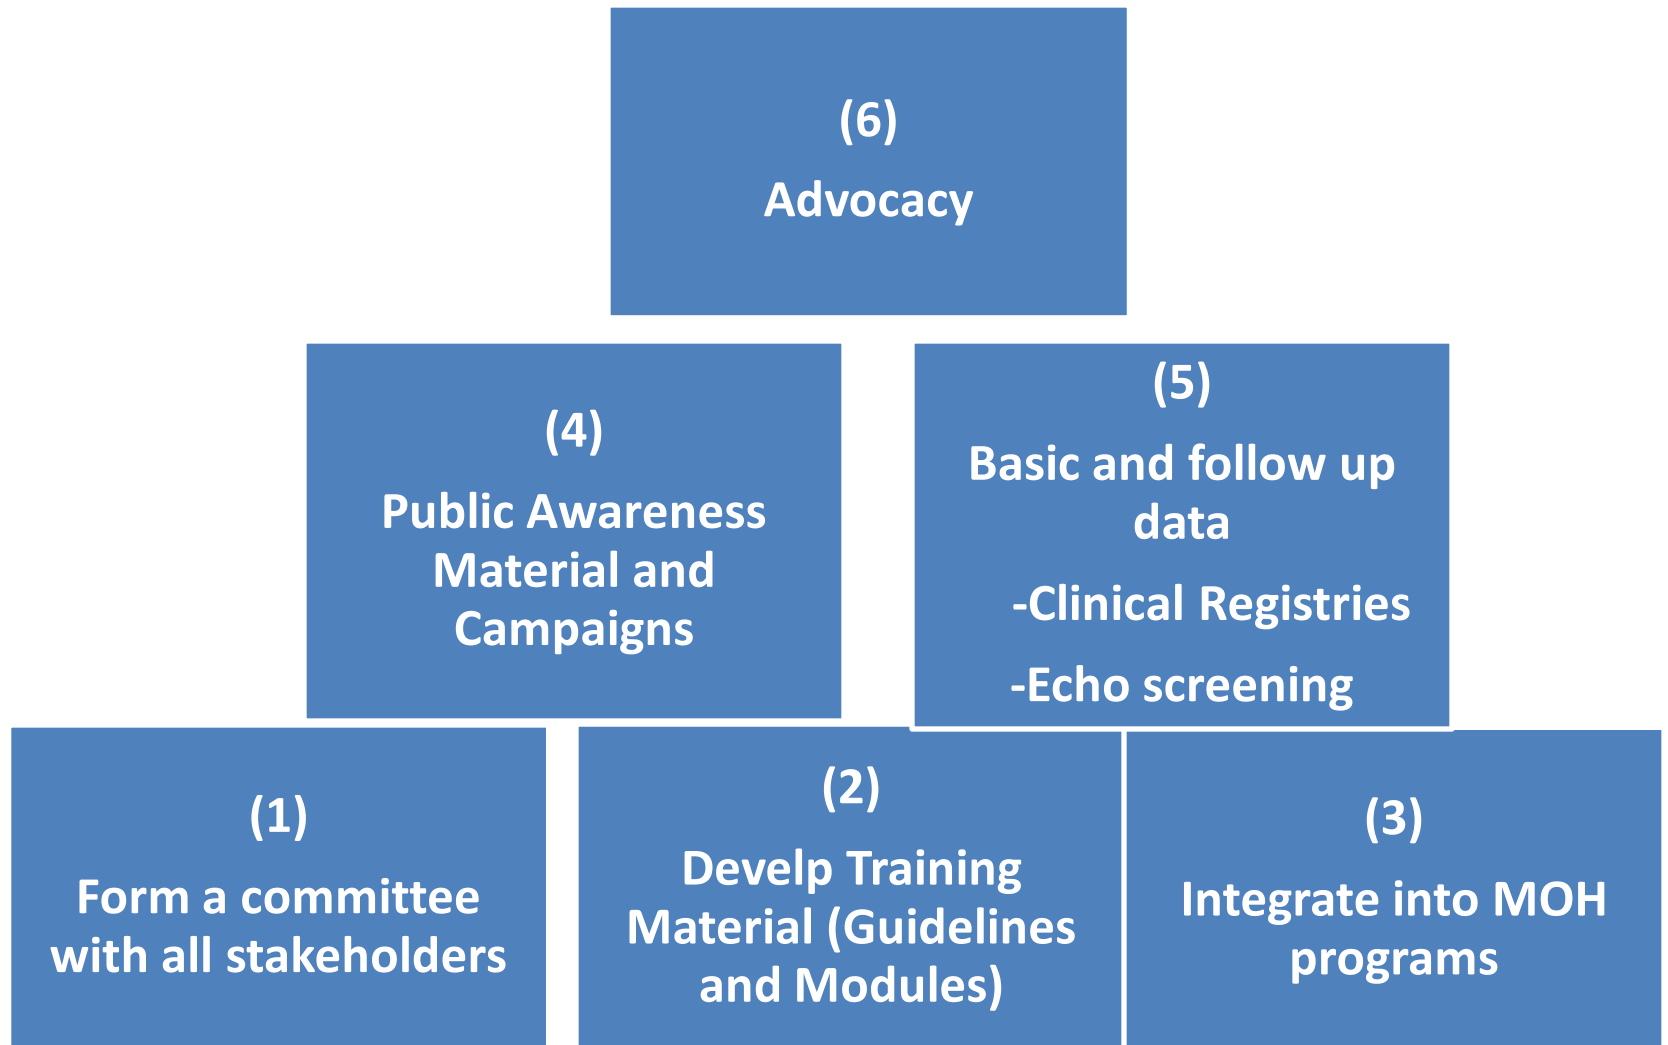 (6)
Advocacy
(4)
Public Awareness
Material and
Campaigns
(5)
Basic and follow up
data
-Clinical Registries
-Echo screening
(1)
Form a committee
with all stakeholders
(2)
Develp Training
Material (Guidelines
and Modules)
(3)
Integrate into MOH
programs